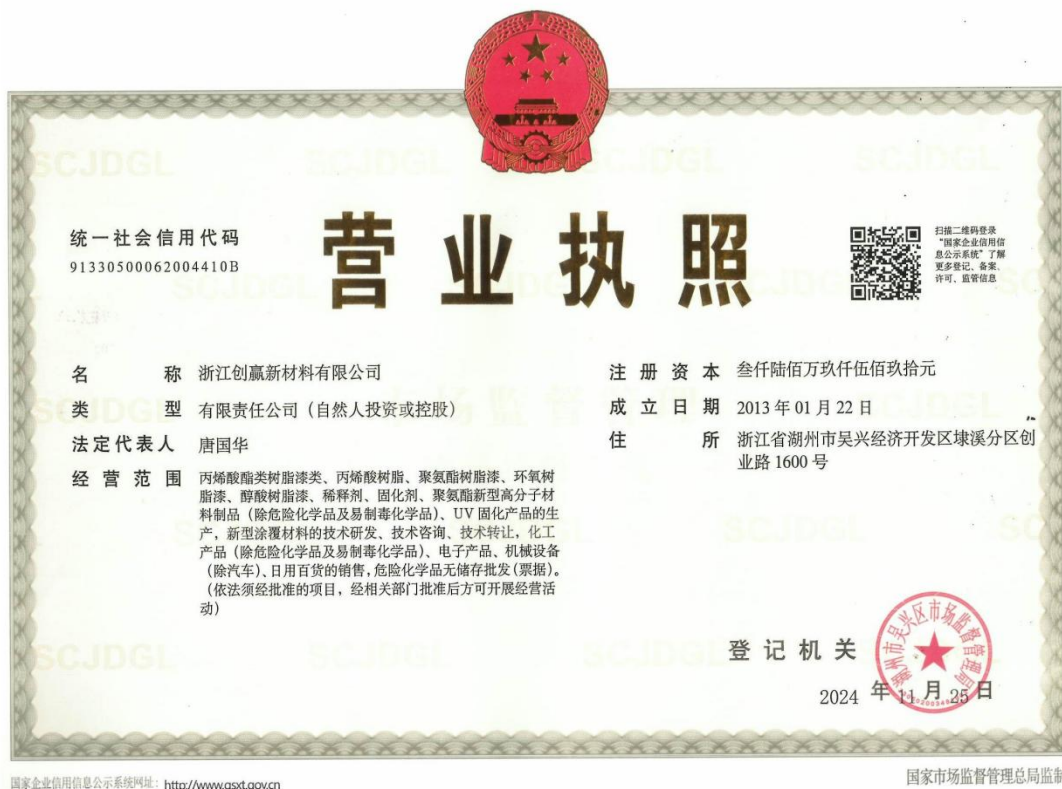 统一社会信用代码
91330500062004410B
营业执照
扫描二维码登录
“国家企业信用信
息公示系统”了解
更多登记、备案、
许可、监管信息
名称 浙江创赢新材料有限公司
类型 有限责任公司（自然人投资或控股）
法定代表人 唐国华
经营范围 丙烯酸酯类树脂漆类、丙烯酸树脂、聚氨酯树脂漆、环氧树
脂漆、醇酸树脂漆、稀释剂、固化剂、聚氨酯新型高分子材
料制品（除危险化学品及易制毒化学品）、UV 固化产品的生
产，新型涂覆材料的技术研发、技术咨询、技术转让，化工
产品（除危险化学品及易制毒化学品）、电子产品、机械设备
（除汽车）、日用百货的销售，危险化学品无储存批发（票据）。
（依法须经批准的项目，经相关部门批准后方可开展经营活
动）
注册资本 叁仟陆佰万玖仟伍佰玖拾元
成立日期 2013 年 01 月 22 日
住所 浙江省湖州市吴兴经济开发区埭溪分区创
业路 1600 号
登记机关
湖州市吴兴区市场监督管理局
2024 年 11 月 25 日
国家企业信用信息公示系统网址：http://www.gsxt.gov.cn
国家市场监督管理总局监制
SCJDGL